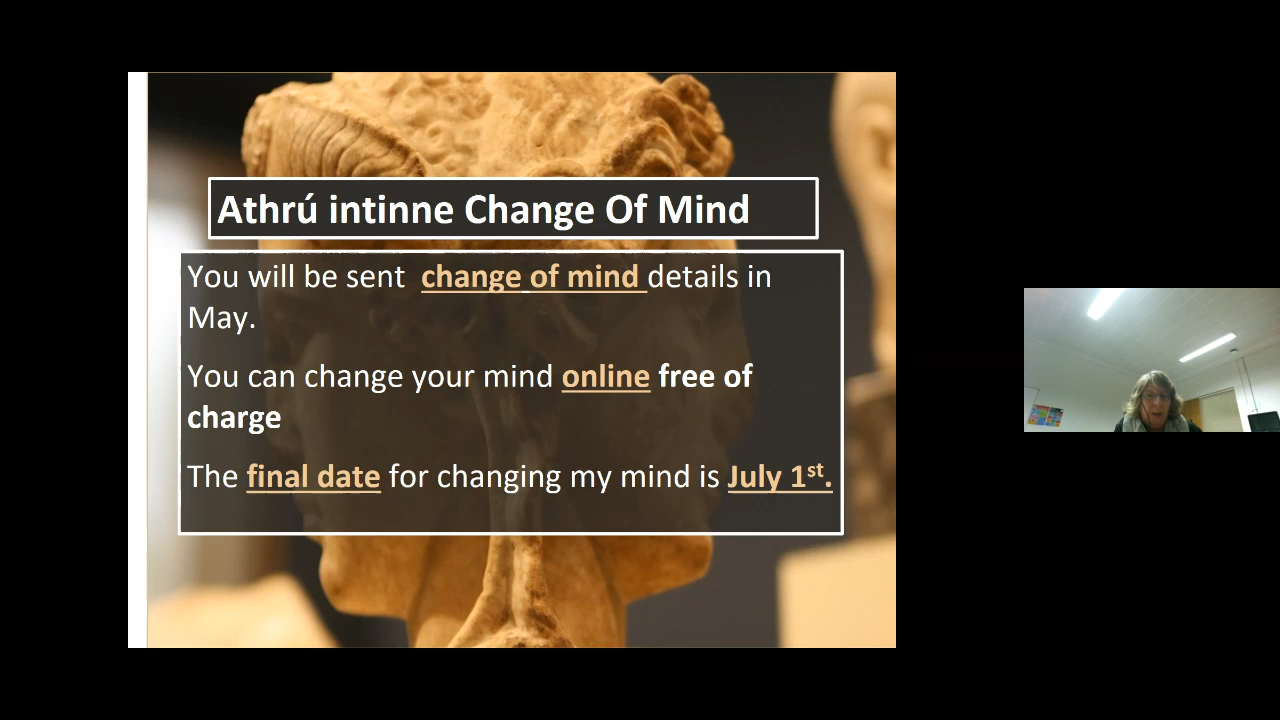 Athrú intinne Change Of Mind
You will be sent change of mind details in
May.
You can change your mind online free of
charge
The final date for changing my mind is July 1st.